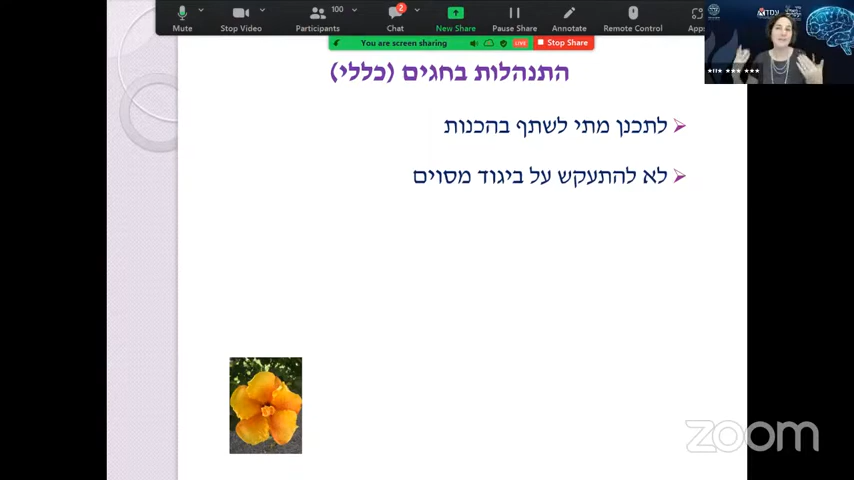 Mute
Stop Video
Participants
100
Chat
2
New Share
Pause Share
Annotate
Remote Control
You are screen sharing
LIVE
Stop Share
התנהלות בחגים (כללי)
לתכנן מתי לשתף בהכנות
לא להתעקש על ביגוד מסוים
zoom